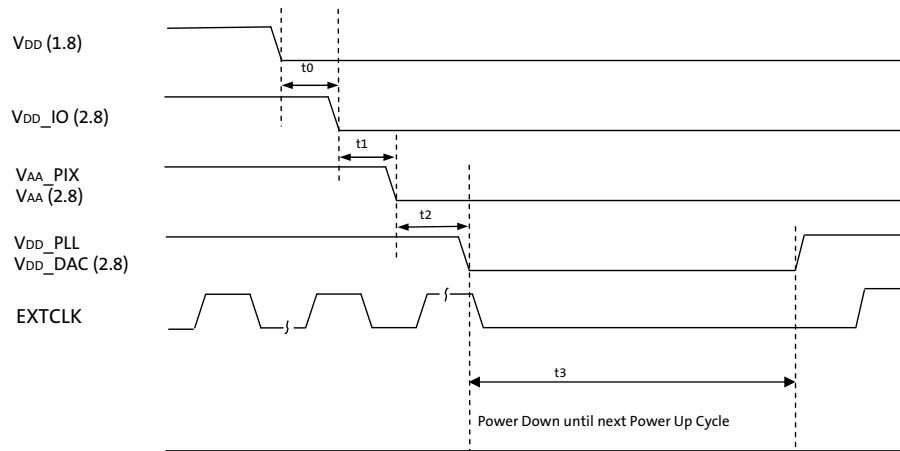 VDD (1.8)
t0
VDD_IO (2.8)
t1
VAA_PIX
VAA (2.8)
t2
VDD_PLL
VDD_DAC (2.8)
EXTCLK
t3
Power Down until next Power Up Cycle